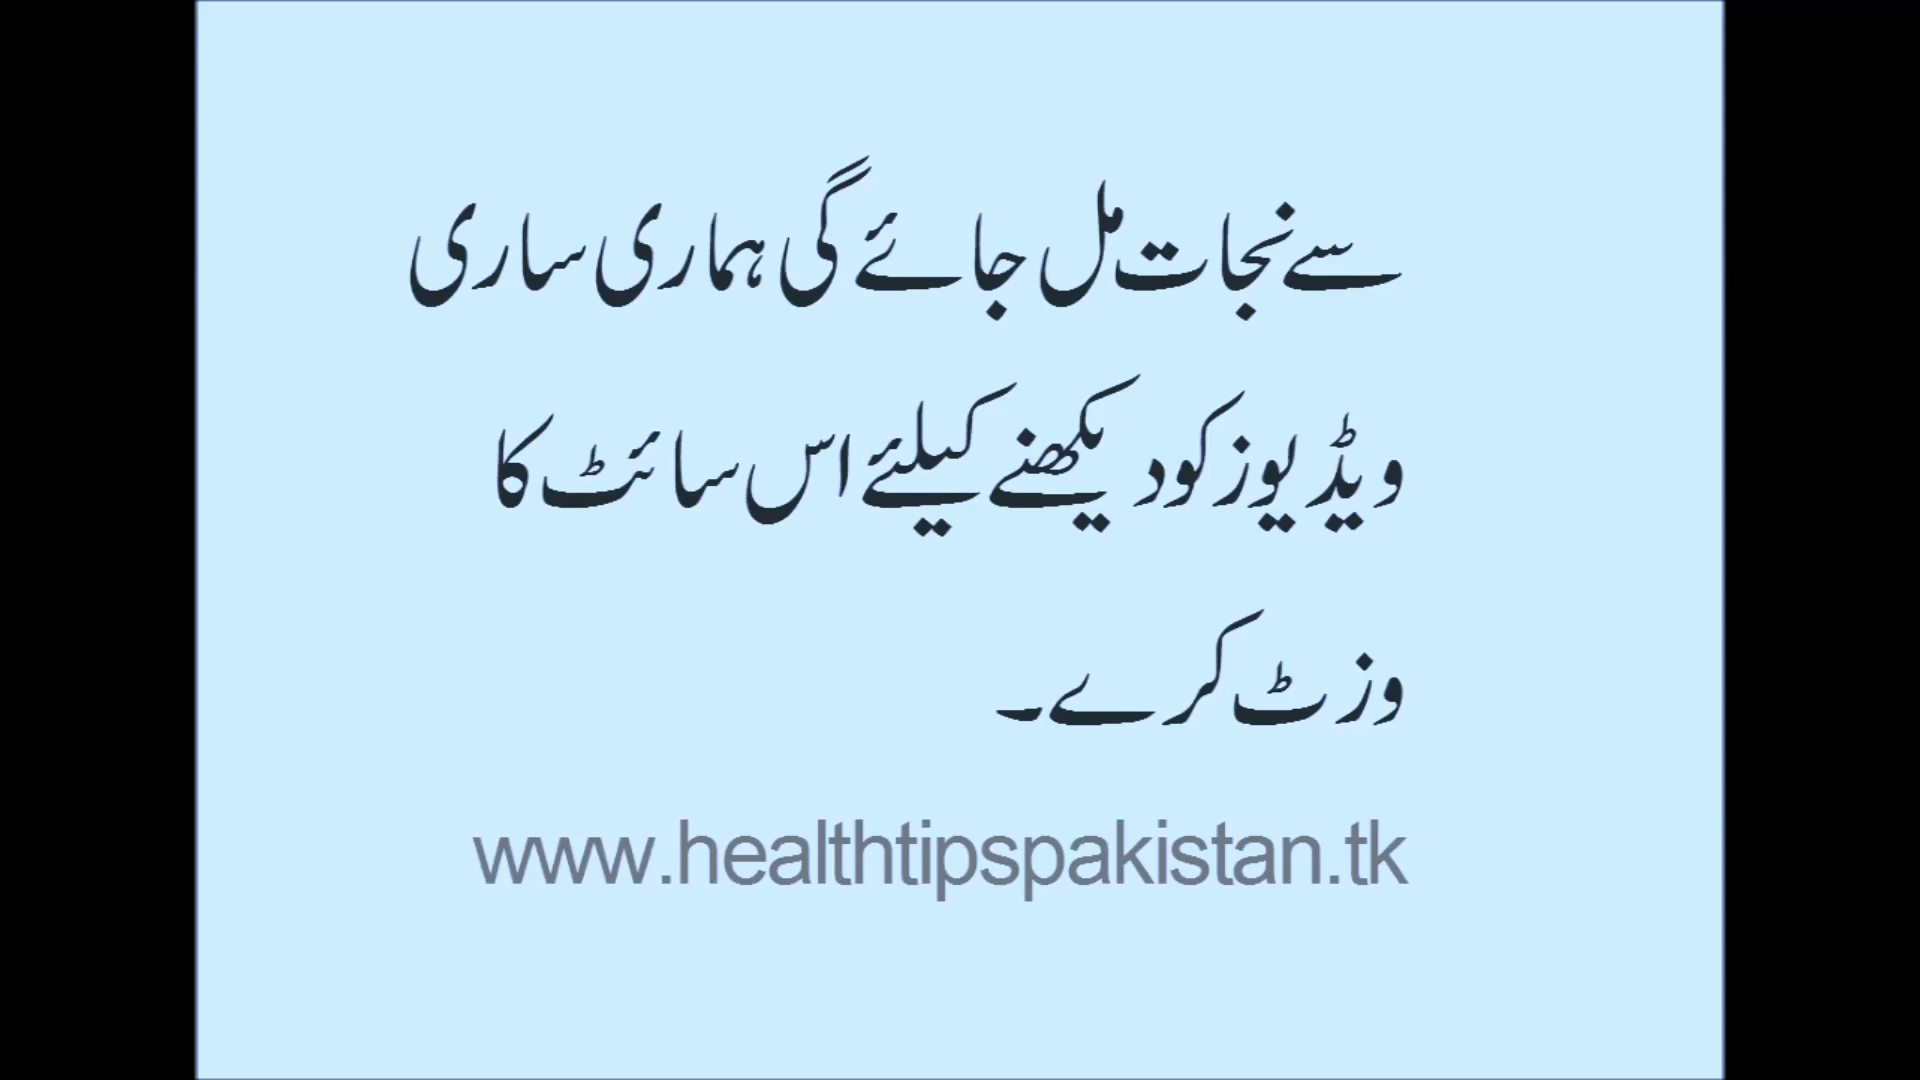 سے نجات مل جائے گی ہماری ساری
ویڈیوز کو دیکھنے کیلئے اس سائٹ کا
وزٹ کرے۔
www.healthtipspakistan.tk